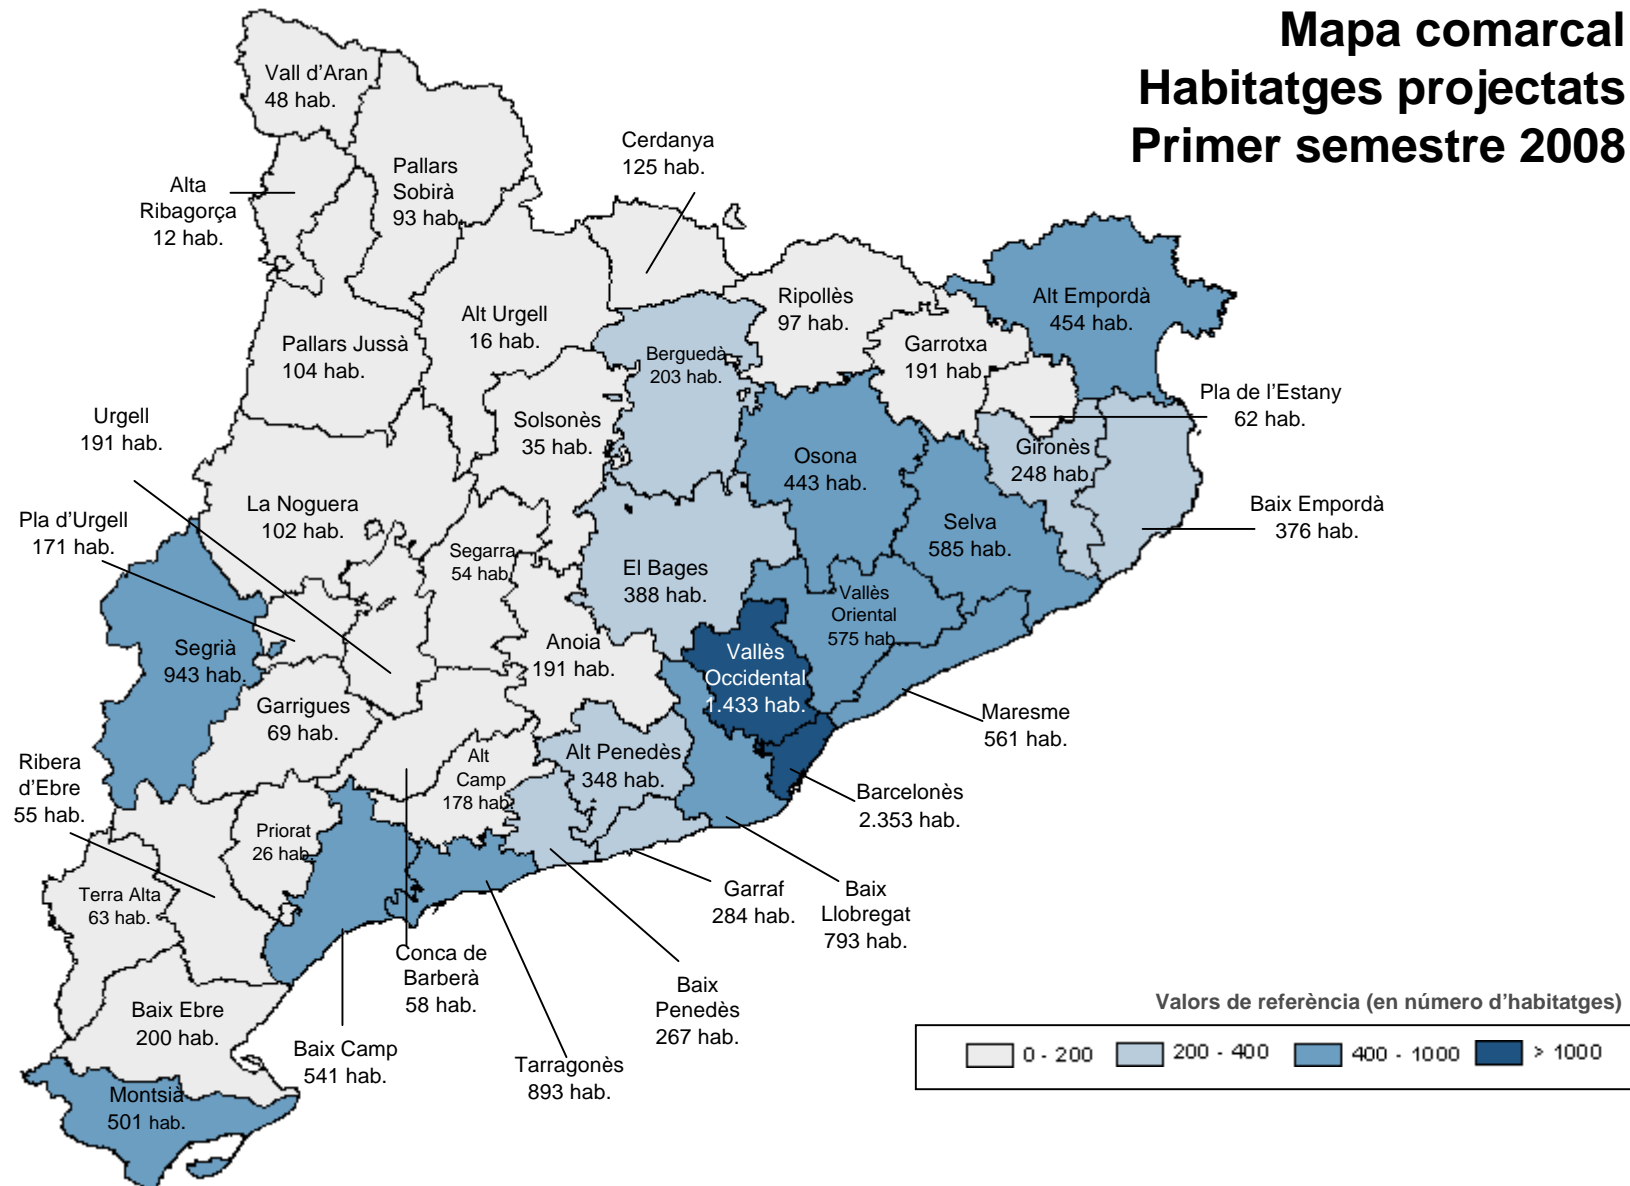 Mapa comarcal
Habitatges projectats
Primer semestre 2008
Vall d'Aran
48 hab.
Pallars
Sobirà
93 hab.
Alta
Ribagorça
12 hab.
Cerdanya
125 hab.
Alt Urgell
16 hab.
Pallars Jussà
104 hab.
Ripollès
97 hab.
Berguedà
203 hab.
Garrotxa
191 hab.
Alt Empordà
454 hab.
Pla de l'Estany
62 hab.
Urgell
191 hab.
Solsonès
35 hab.
Osona
443 hab.
Gironès
248 hab.
Baix Empordà
376 hab.
La Noguera
102 hab.
Pla d'Urgell
171 hab.
Segarra
54 hab.
El Bages
388 hab.
Selva
585 hab.
Vallès
Oriental
575 hab.
Segrià
943 hab.
Anoia
191 hab.
Vallès
Occidental
1.433 hab.
Maresme
561 hab.
Garrigues
69 hab.
Alt
Camp
178 hab.
Alt Penedès
348 hab.
Barcelonès
2.353 hab.
Ribera
d'Ebre
55 hab.
Priorat
26 hab.
Terra Alta
63 hab.
Garraf
284 hab.
Baix
Llobregat
793 hab.
Conca de
Barberà
58 hab.
Baix
Penedès
267 hab.
Baix Ebre
200 hab.
Baix Camp
541 hab.
Tarragonès
893 hab.
Montsià
501 hab.
Valors de referència (en número d'habitatges)
0 - 200 200 - 400 400 - 1000 > 1000